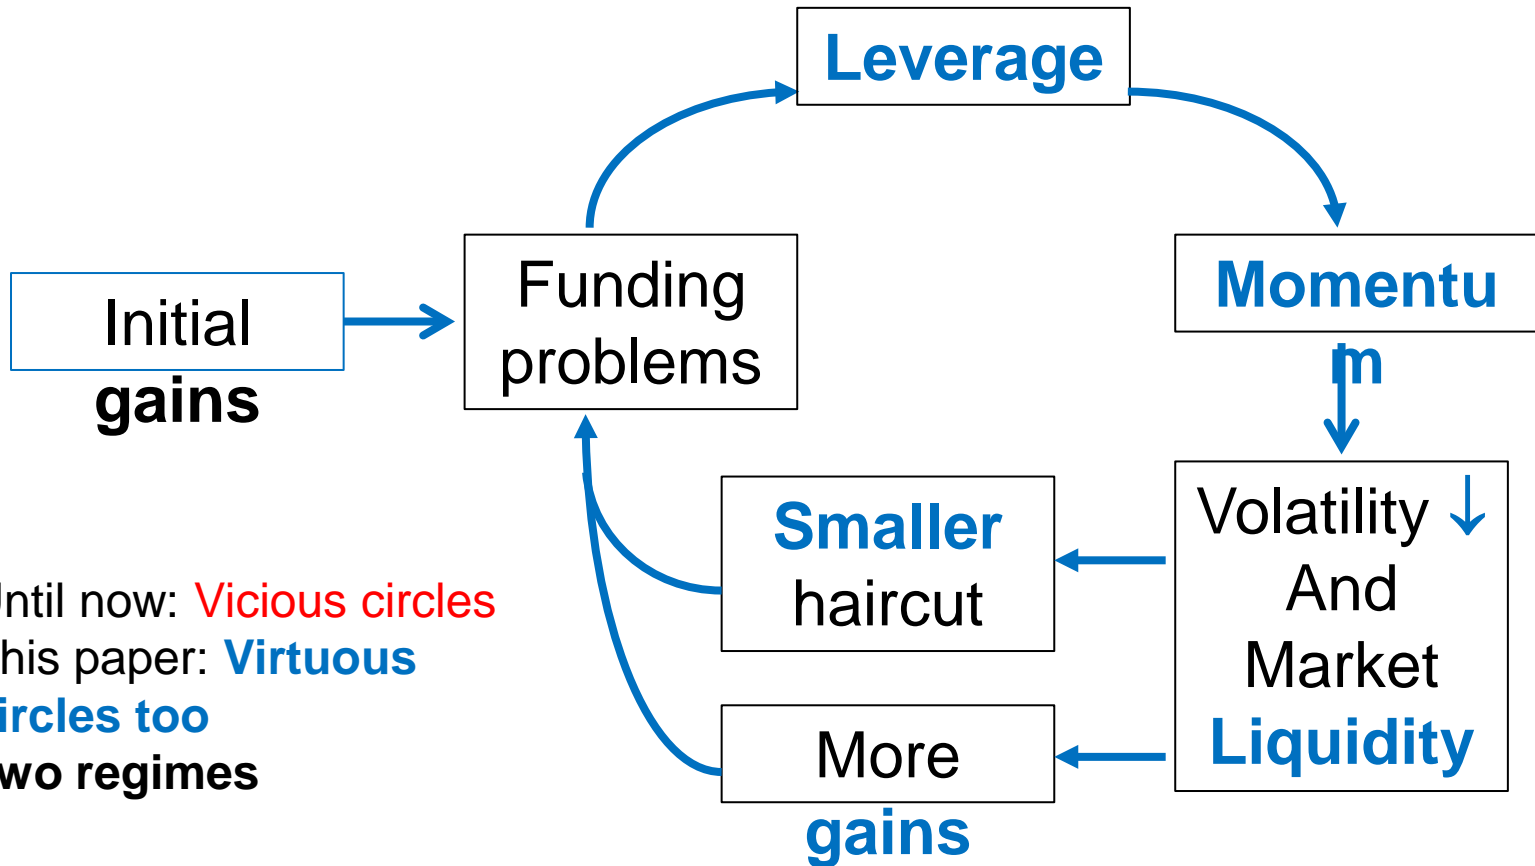 Leverage
Funding
problems
Initial
gains
Momentu
m
Smaller
haircut
Volatility ↓
And
Market
Liquidity
More
gains
ntil now: Vicious circles
his paper: Virtuous
ircles too
wo regimes